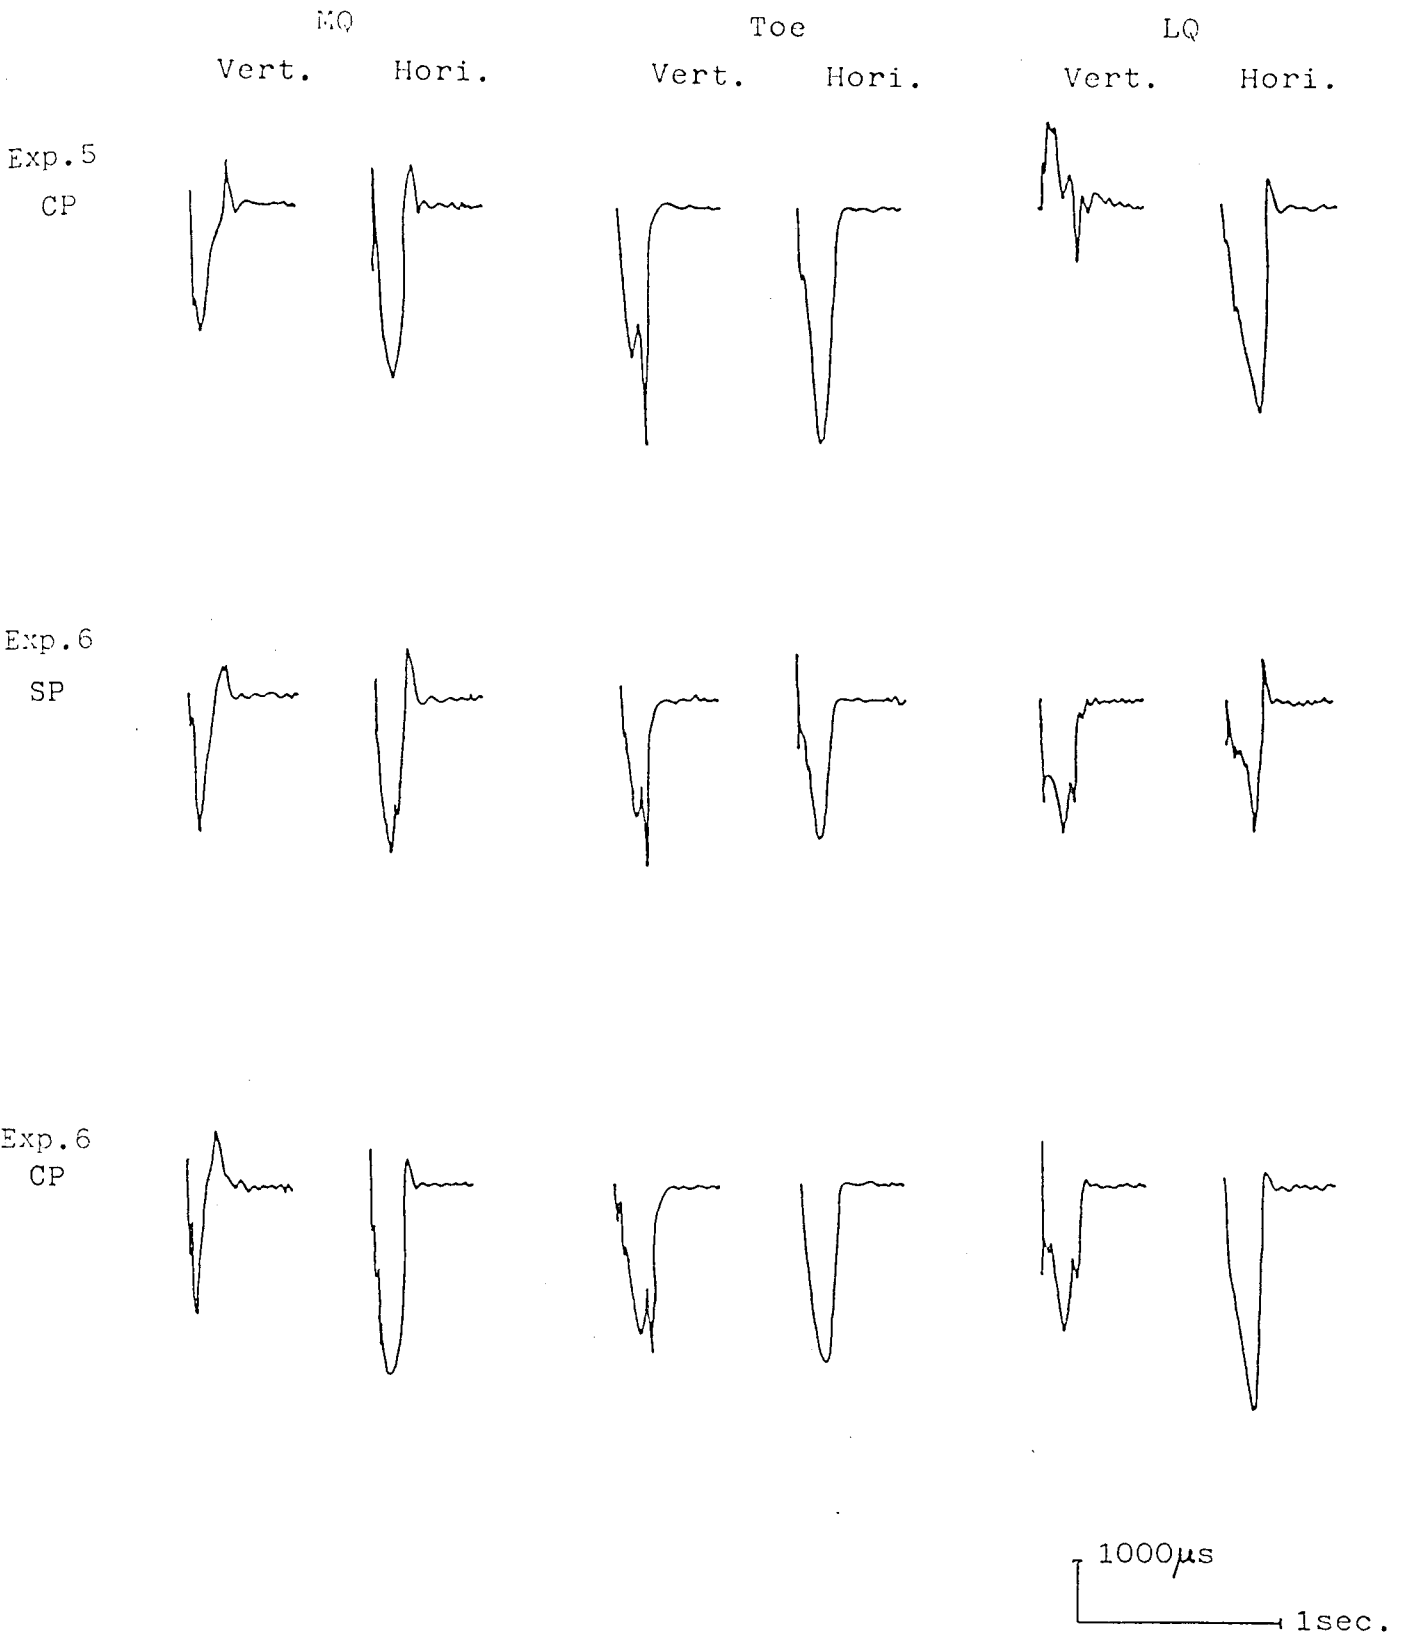 MQ Toe LQ
Vert. Hori. Vert. Hori. Vert. Hori.
Exp.5
CP
Exp.6
SP
Exp.6
CP
1000μs
1sec.